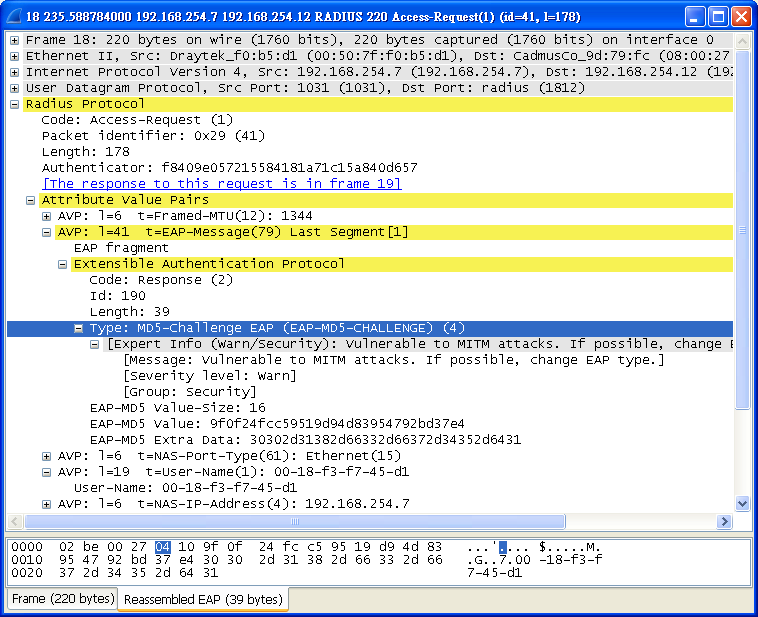 18 235.588784000 192.168.254.7 192.168.254.12 RADIUS 220 Access-Request(1) (id=41, l=178)
Frame 18: 220 bytes on wire (1760 bits), 220 bytes captured (1760 bits) on interface 0
Ethernet II, Src: Draytek_f0:b5:d1 (00:50:7f:f0:b5:d1), Dst: CadmusCo_9d:79:fc (08:00:27
Internet Protocol Version 4, Src: 192.168.254.7 (192.168.254.7), Dst: 192.168.254.12 (192
User Datagram Protocol, Src Port: 1031 (1031), Dst Port: radius (1812)
Radius Protocol
Code: Access-Request (1)
Packet identifier: 0x29 (41)
Length: 178
Authenticator: f8409e057215584181a71c15a840d657
[The response to this request is in frame 19]
Attribute Value Pairs
AVP: l=6 t=Framed-MTU(12): 1344
AVP: l=41 t=EAP-Message(79) Last Segment[1]
EAP fragment
Extensible Authentication Protocol
Code: Response (2)
Id: 190
Length: 39
Type: MD5-Challenge EAP (EAP-MD5-CHALLENGE) (4)
[Expert Info (Warn/Security): Vulnerable to MITM attacks. If possible, change E
[Message: Vulnerable to MITM attacks. If possible, change EAP type.]
[Severity level: Warn]
[Group: Security]
EAP-MD5 Value-Size: 16
EAP-MD5 Value: 9f0f24fcc59519d94d83954792bd37e4
EAP-MD5 Extra Data: 30302d31382d66332d66372d34352d6431
AVP: l=6 t=NAS-Port-Type(61): Ethernet(15)
AVP: l=19 t=User-Name(1): 00-18-f3-f7-45-d1
User-Name: 00-18-f3-f7-45-d1
AVP: l=6 t=NAS-IP-Address(4): 192.168.254.7
0000 02 be 00 27 04 10 9f 0f 24 fc c5 95 19 d9 4d 83 ...'.... $.....M.
0010 95 47 92 bd 37 e4 30 30 2d 31 38 2d 66 33 2d 66 .G..7.00 -18-f3-f
0020 37 2d 34 35 2d 64 31 7-45-d1
Frame (220 bytes) Reassembled EAP (39 bytes)